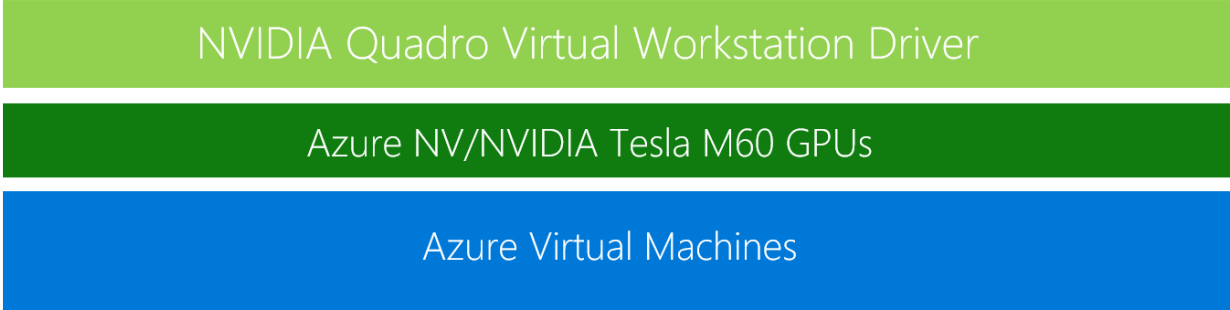 NVIDIA Quadro Virtual Workstation Driver
Azure NV/NVIDIA Tesla M60 GPUs
Azure Virtual Machines